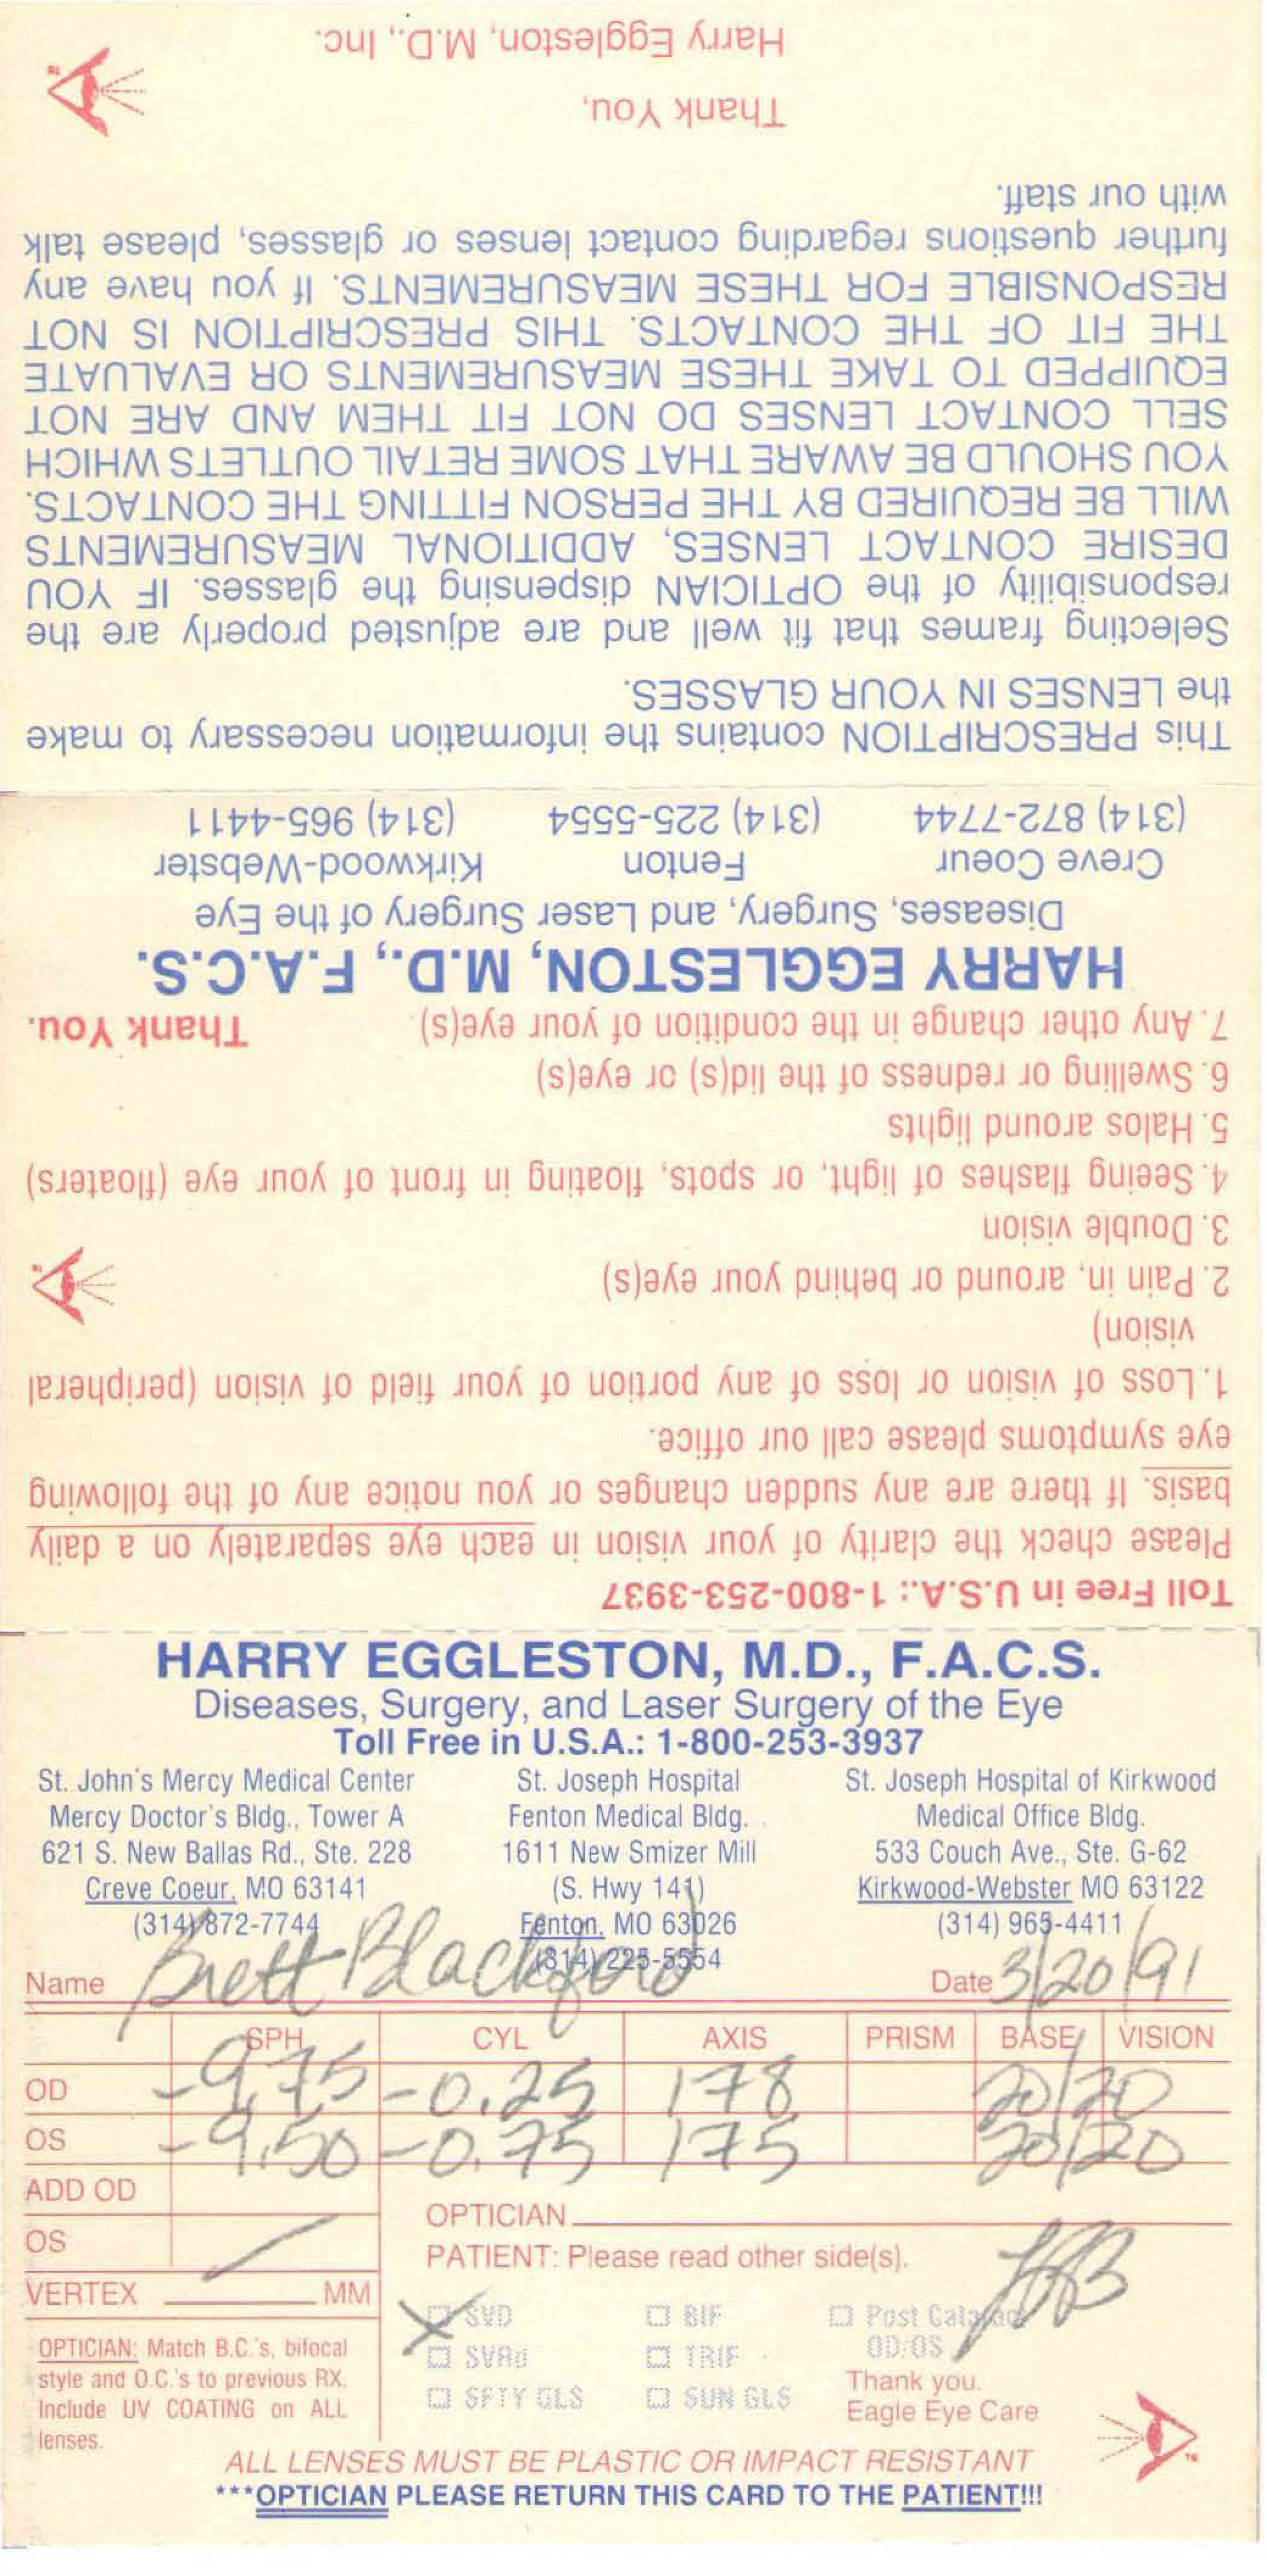 This PRESCRIPTION contains the information necessary to make
the LENSES IN YOUR GLASSES.
Selecting frames that fit well and are adjusted properly are the
responsibility of the OPTICIAN dispensing the glasses. IF YOU
DESIRE CONTACT LENSES, ADDITIONAL MEASUREMENTS
WILL BE REQUIRED BY THE PERSON FITTING THE CONTACTS.
YOU SHOULD BE AWARE THAT SOME RETAIL OUTLETS WHICH
SELL CONTACT LENSES DO NOT FIT THEM AND ARE NOT
EQUIPPED TO TAKE THESE MEASUREMENTS OR EVALUATE
THE FIT OF THE CONTACTS. THIS PRESCRIPTION IS NOT
RESPONSIBLE FOR THESE MEASUREMENTS. If you have any
further questions regarding contact lenses or glasses, please talk
with our staff.
Thank You,
Harry Eggleston, M.D., Inc.
TM
Toll Free in U.S.A.: 1-800-253-3937
Please check the clarity of your vision in each eye separately on a daily
basis. If there are any sudden changes or you notice any of the following
eye symptoms please call our office.
1. Loss of vision or loss of any portion of your field of vision (peripheral
vision)
2. Pain in, around or behind your eye(s)
TM
3. Double vision
4. Seeing flashes of light, or spots, floating in front of your eye (floaters)
5. Halos around lights
6. Swelling or redness of the lid(s) or eye(s)
7. Any other change in the condition of your eye(s) Thank You.
HARRY EGGLESTON, M.D., F.A.C.S.
Diseases, Surgery, and Laser Surgery of the Eye
Creve Coeur Fenton Kirkwood-Webster
(314) 872-7744 (314) 225-5554 (314) 965-4411
HARRY EGGLESTON, M.D., F.A.C.S.
Diseases, Surgery, and Laser Surgery of the Eye
Toll Free in U.S.A.: 1-800-253-3937
St. John's Mercy Medical Center St. Joseph Hospital St. Joseph Hospital of Kirkwood
Mercy Doctor's Bldg., Tower A Fenton Medical Bldg. Medical Office Bldg.
621 S. New Ballas Rd., Ste. 228 1611 New Smizer Mill 533 Couch Ave., Ste. G-62
Creve Coeur, MO 63141 (S. Hwy 141) Kirkwood-Webster MO 63122
(314) 872-7744 Fenton, MO 63026 (314) 965-4411
(314) 225-5554
Name Brett Blackford Date 3/20/91
SPH CYL AXIS PRISM BASE VISION
OD -9.75 -0.25 178 20/20
OS -9.50 -0.75 175 20/20
ADD OD
OS
OPTICIAN
PATIENT: Please read other side(s).
VERTEX MM
SVD BIF Post Cataract
SVRd TRIF OD/OS
SFTY GLS SUN GLS
OPTICIAN: Match B.C.'s, bifocal
style and O.C.'s to previous RX.
Include UV COATING on ALL
lenses.
Thank you.
Eagle Eye Care
TM
ALL LENSES MUST BE PLASTIC OR IMPACT RESISTANT
***OPTICIAN PLEASE RETURN THIS CARD TO THE PATIENT!!!